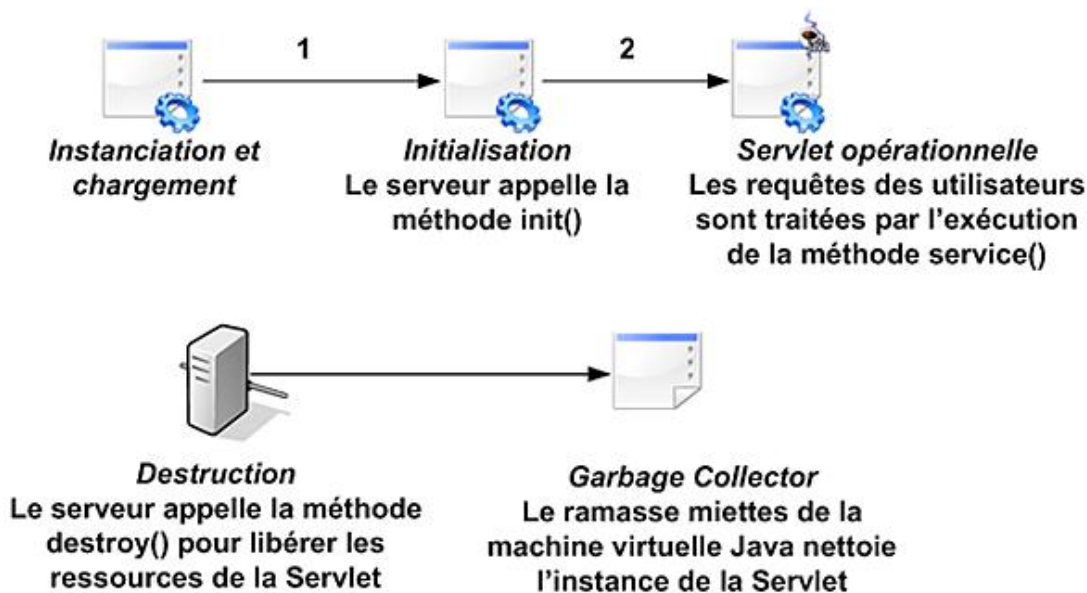 1
2
Instanciation et
chargement
Initialisation
Le serveur appelle la
méthode init()
Servlet opérationnelle
Les requêtes des utilisateurs
sont traitées par l'exécution
de la méthode service()
Destruction
Le serveur appelle la méthode
destroy() pour libérer les
ressources de la Servlet
Garbage Collector
Le ramasse miettes de la
machine virtuelle Java nettoie
l'instance de la Servlet